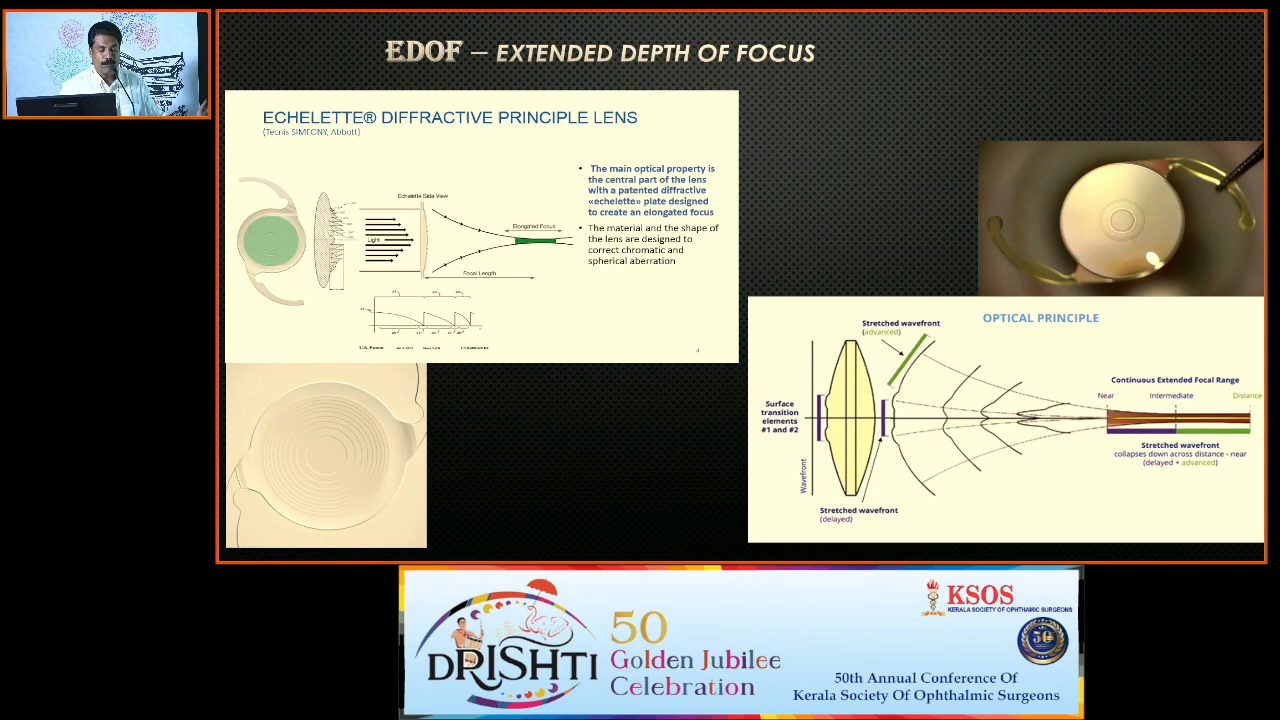 EDOF – EXTENDED DEPTH OF FOCUS
ECHELETTE® DIFFRACTIVE PRINCIPLE LENS
(Tecnis SIMFONY, Abbott)
• The main optical property is
the central part of the lens
with a patented diffractive
«echelette» plate designed
to create an elongated focus
• The material and the shape of
the lens are designed to
correct chromatic and
spherical aberration
Echelette Side View
Light
Elongated Focus
Focal Length
4
OPTICAL PRINCIPLE
Stretched wavefront
(advanced)
Continuous Extended Focal Range
Near Intermediate Distance
Surface
transition
elements
#1 and #2
Wavefront
Stretched wavefront
collapses down across distance - near
(delayed + advanced)
Stretched wavefront
(delayed)
DRISHTI
50
Golden Jubilee
Celebration
KSOS
KERALA SOCIETY OF OPHTHAMIC SURGEONS
50
50th Annual Conference Of
Kerala Society Of Ophthalmic Surgeons